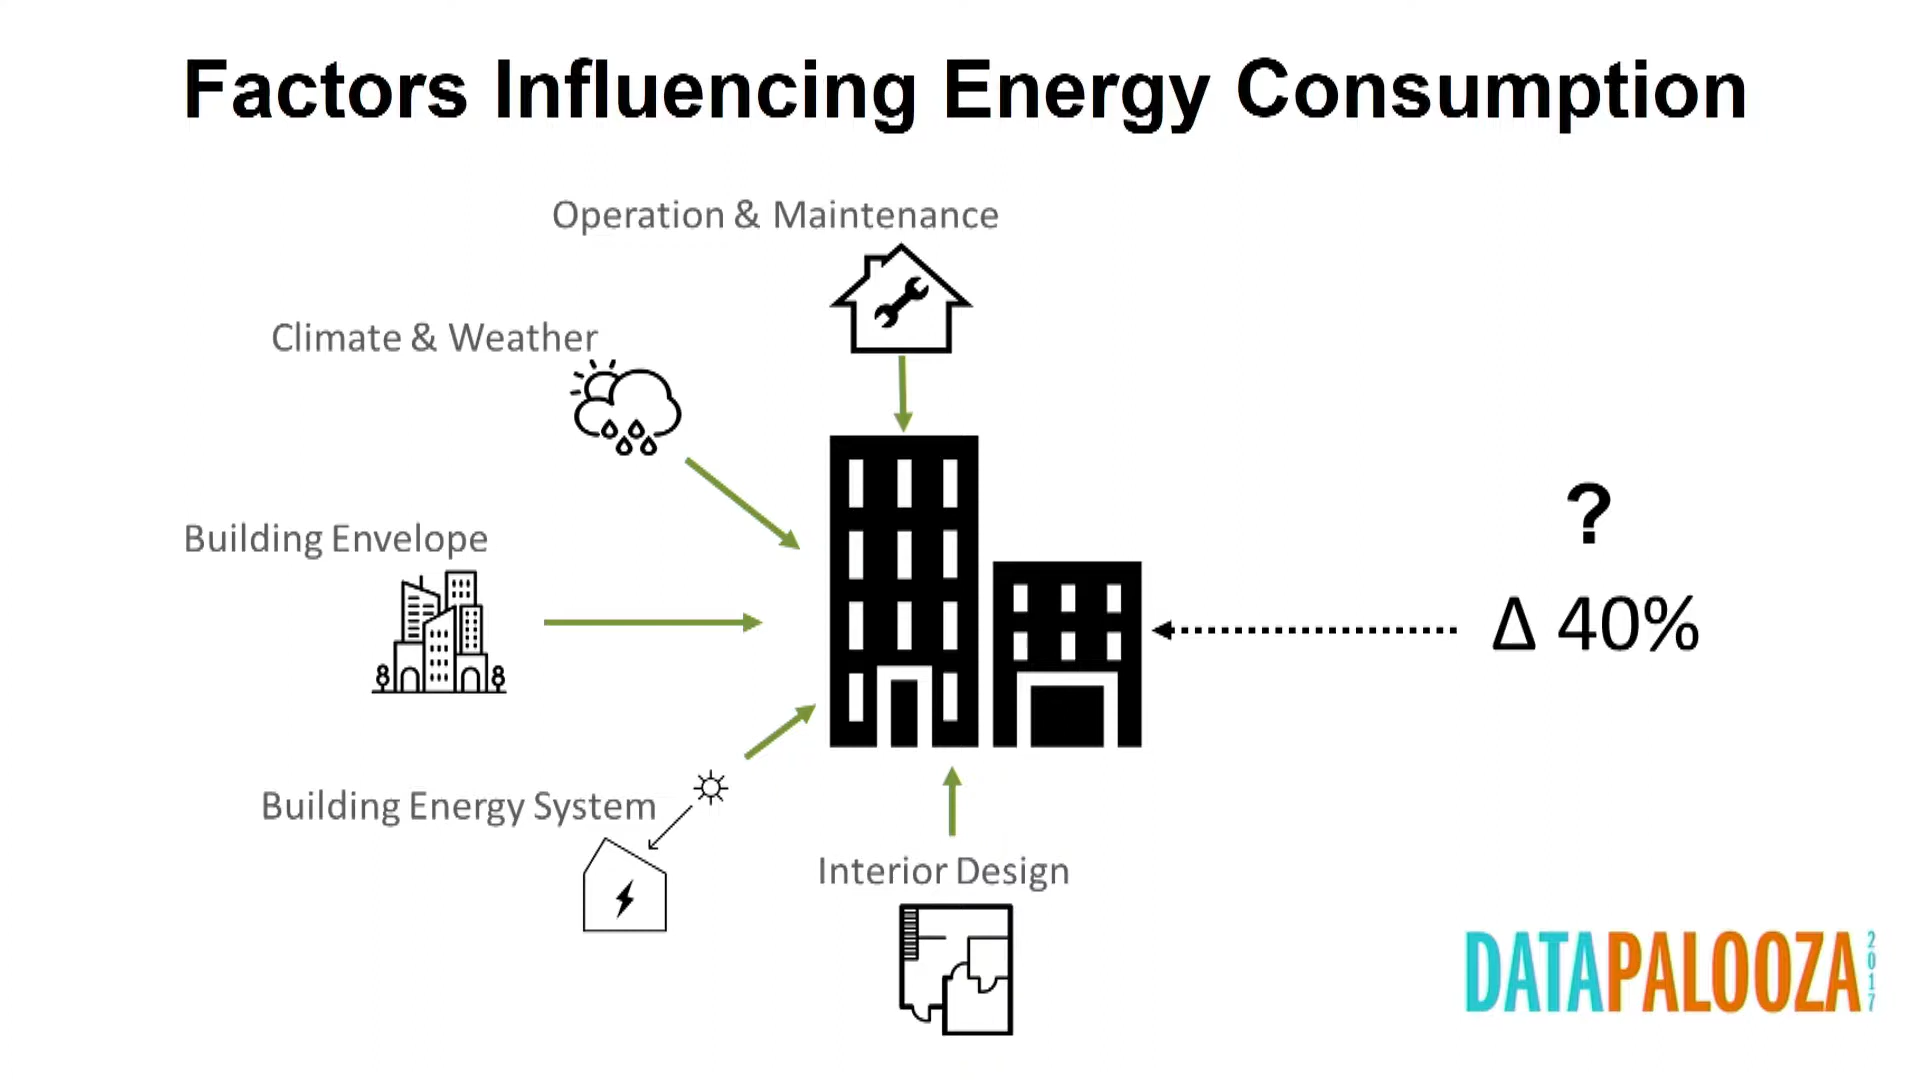 Factors Influencing Energy Consumption
Operation & Maintenance
Climate & Weather
Building Envelope
?
Δ 40%
Building Energy System
Interior Design
DATAPALOOZA 2017